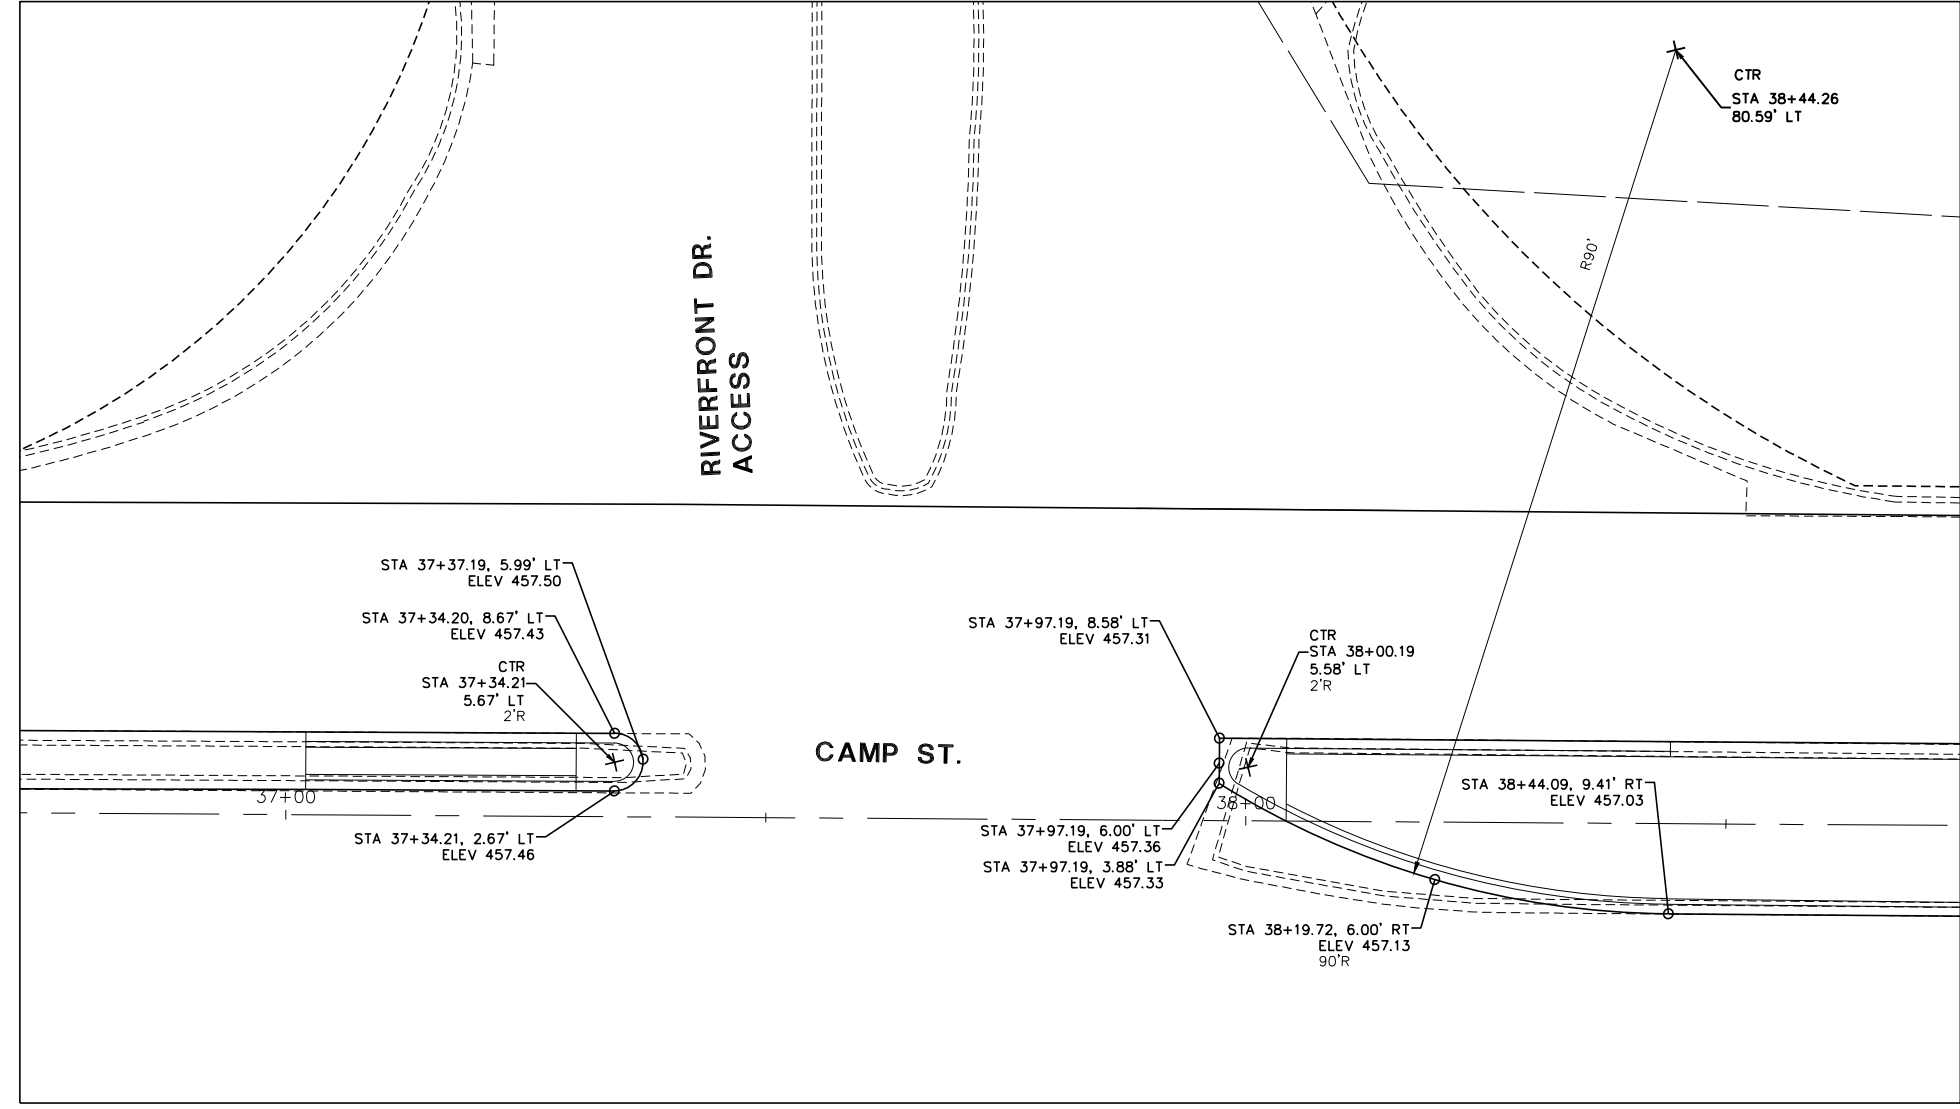 CTR
STA 38+44.26
80.59' LT
R90'
RIVERFRONT DR.
ACCESS
STA 37+37.19, 5.99' LT
ELEV 457.50
STA 37+34.20, 8.67' LT
ELEV 457.43
CTR
STA 37+34.21
5.67' LT
2'R
STA 37+97.19, 8.58' LT
ELEV 457.31
CTR
STA 38+00.19
5.58' LT
2'R
CAMP ST.
37+00
38+00
STA 38+44.09, 9.41' RT
ELEV 457.03
STA 37+34.21, 2.67' LT
ELEV 457.46
STA 37+97.19, 6.00' LT
ELEV 457.36
STA 37+97.19, 3.88' LT
ELEV 457.33
STA 38+19.72, 6.00' RT
ELEV 457.13
90'R